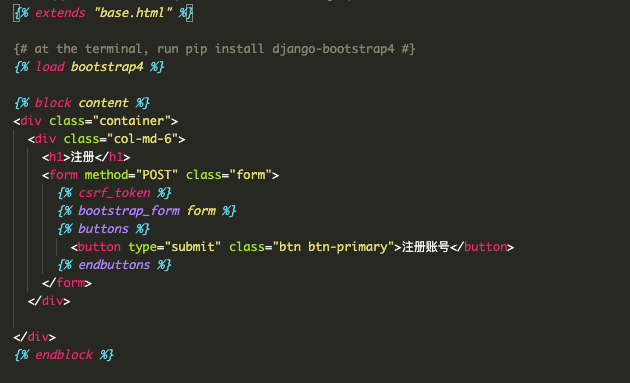 {% extends "base.html" %}
{# at the terminal, run pip install django-bootstrap4 #}
{% load bootstrap4 %}
{% block content %}
<div class="container">
<div class="col-md-6">
<h1>注册</h1>
<form method="POST" class="form">
{% csrf_token %}
{% bootstrap_form form %}
{% buttons %}
<button type="submit" class="btn btn-primary">注册账号</button>
{% endbuttons %}
</form>
</div>
</div>
{% endblock %}